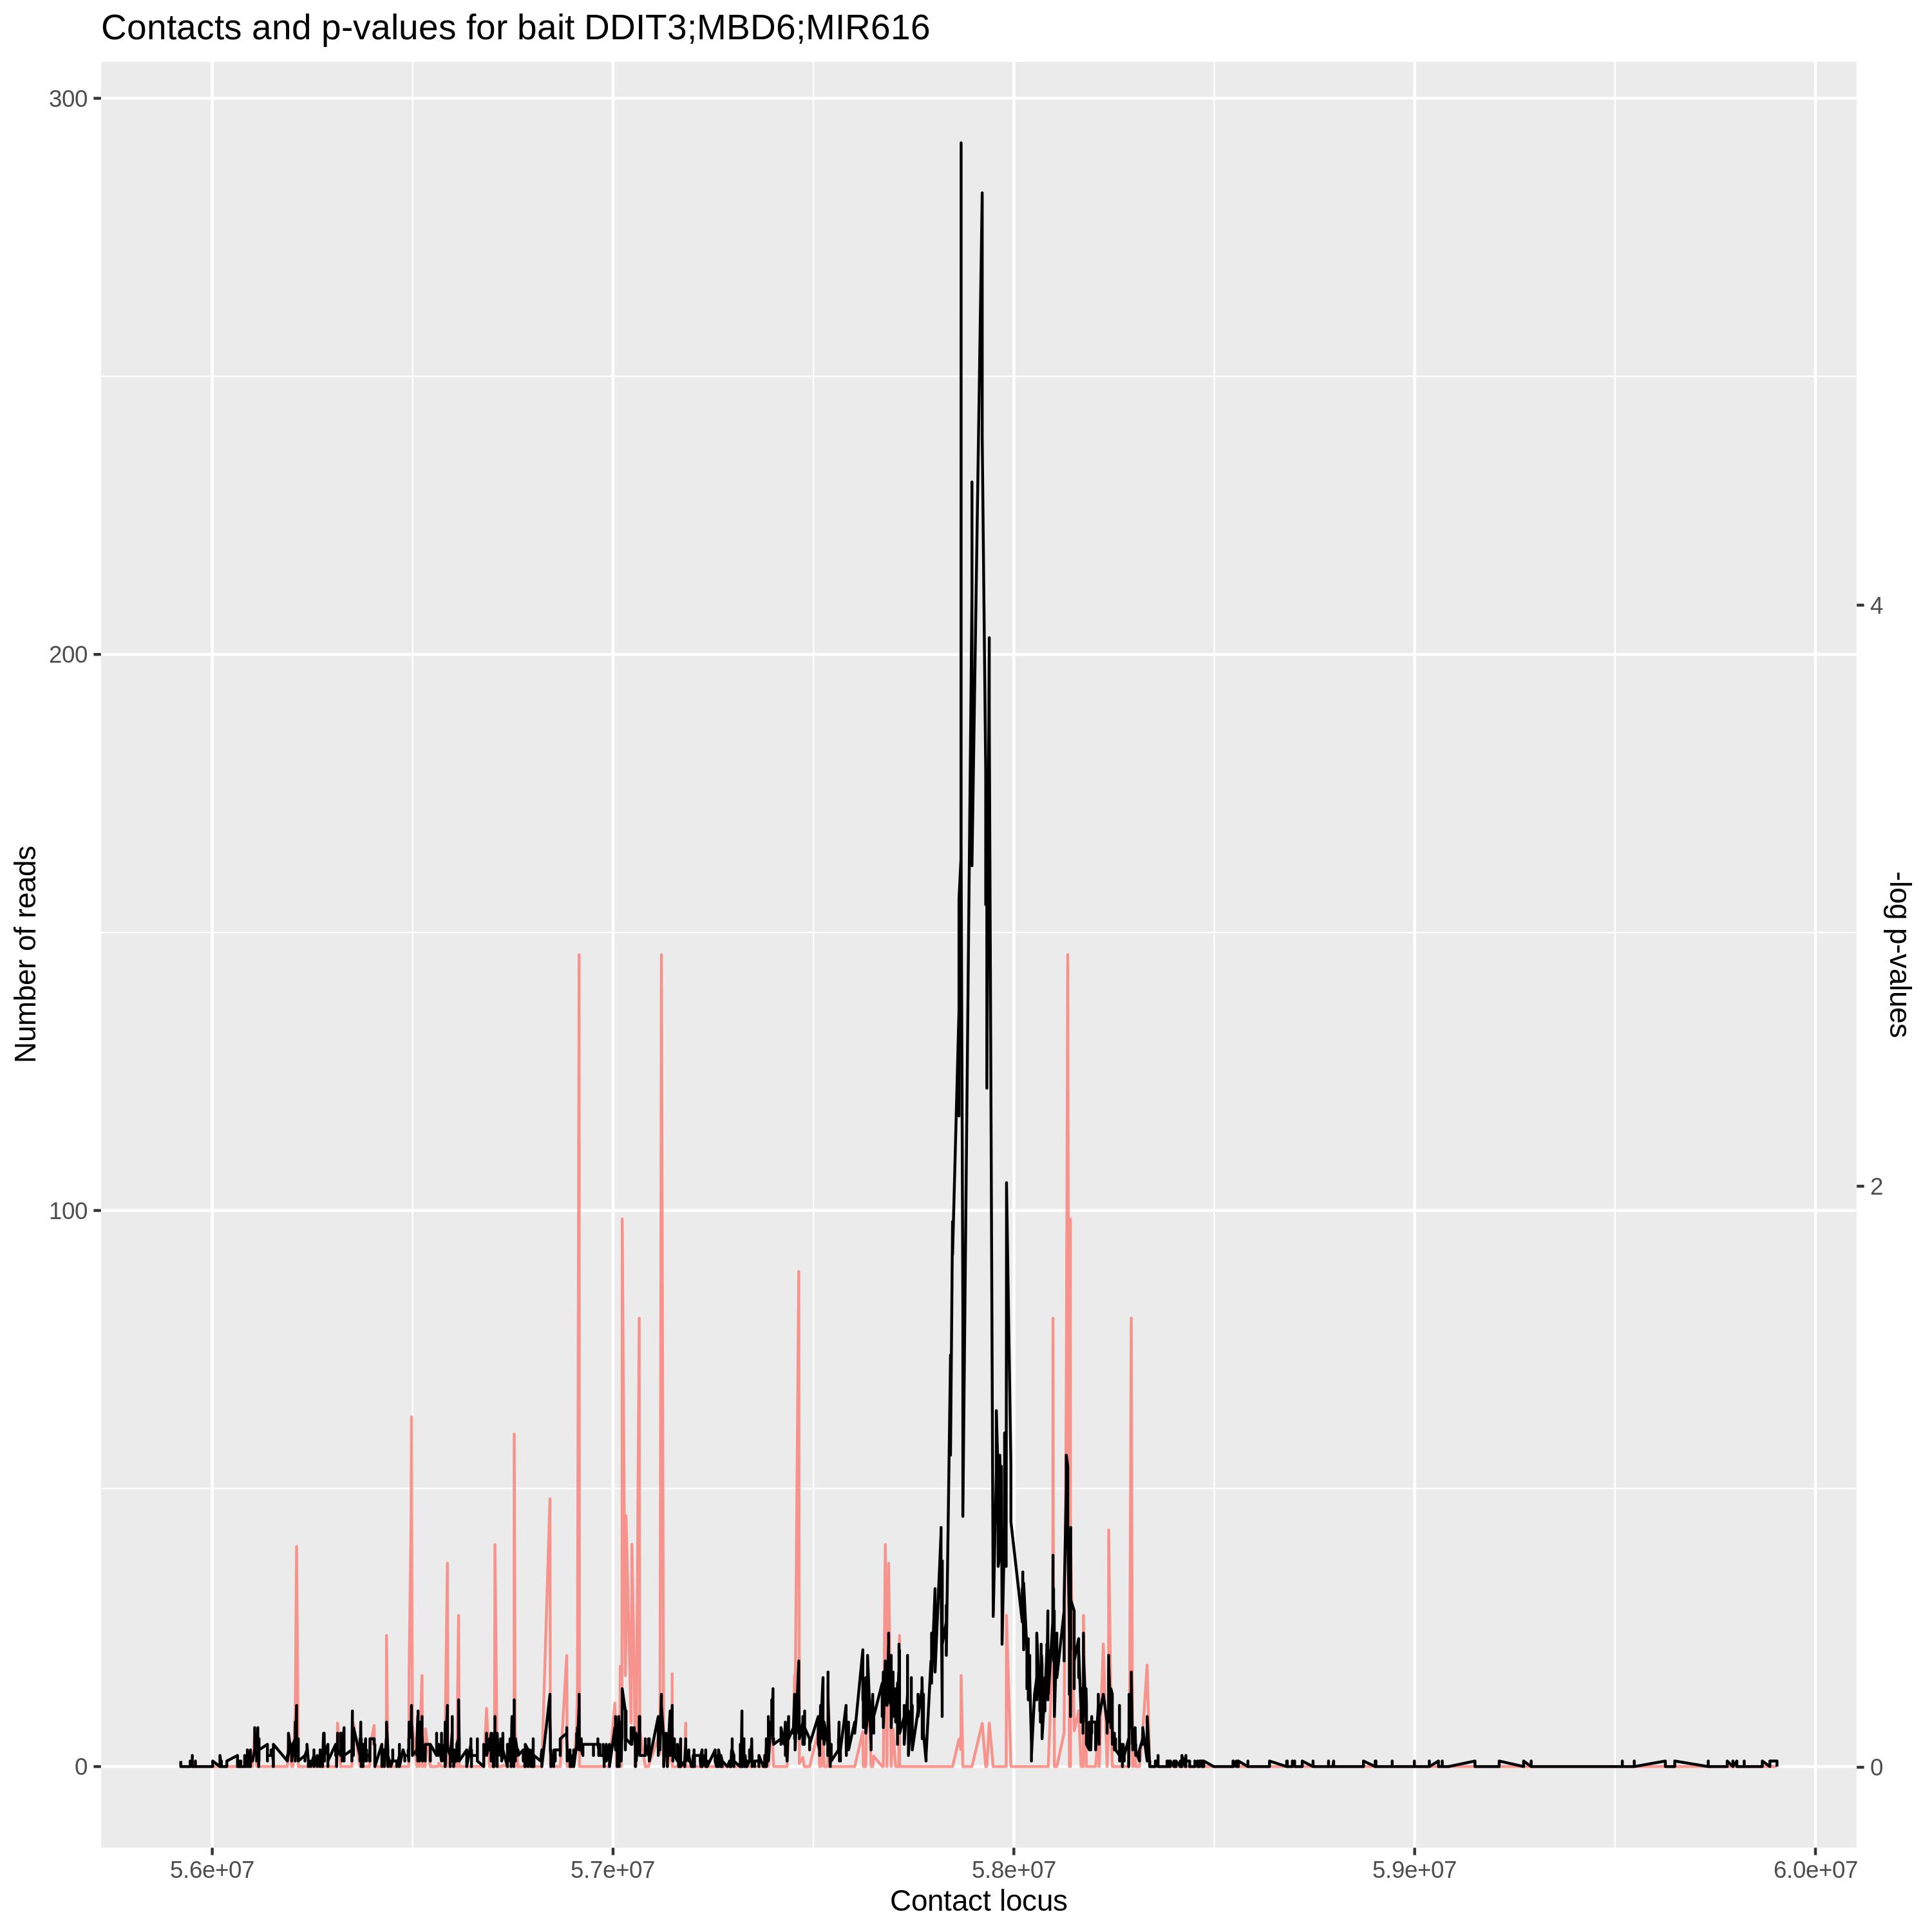 Contacts and p-values for bait DDIT3;MBD6;MIR616
300
200
100
0
Number of reads
4
2
0
-log p-values
5.6e+07 5.7e+07 5.8e+07 5.9e+07 6.0e+07
Contact locus